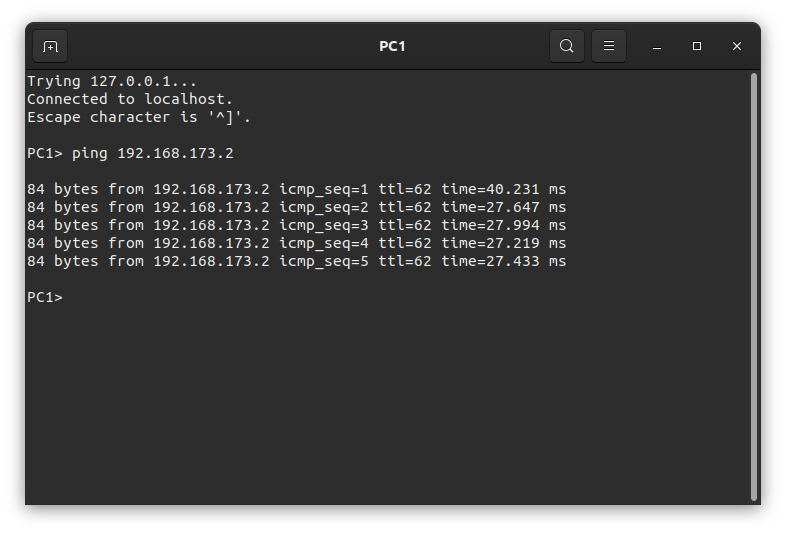 PC1
Trying 127.0.0.1...
Connected to localhost.
Escape character is '^]'.
PC1> ping 192.168.173.2
84 bytes from 192.168.173.2 icmp_seq=1 ttl=62 time=40.231 ms
84 bytes from 192.168.173.2 icmp_seq=2 ttl=62 time=27.647 ms
84 bytes from 192.168.173.2 icmp_seq=3 ttl=62 time=27.994 ms
84 bytes from 192.168.173.2 icmp_seq=4 ttl=62 time=27.219 ms
84 bytes from 192.168.173.2 icmp_seq=5 ttl=62 time=27.433 ms
PC1>